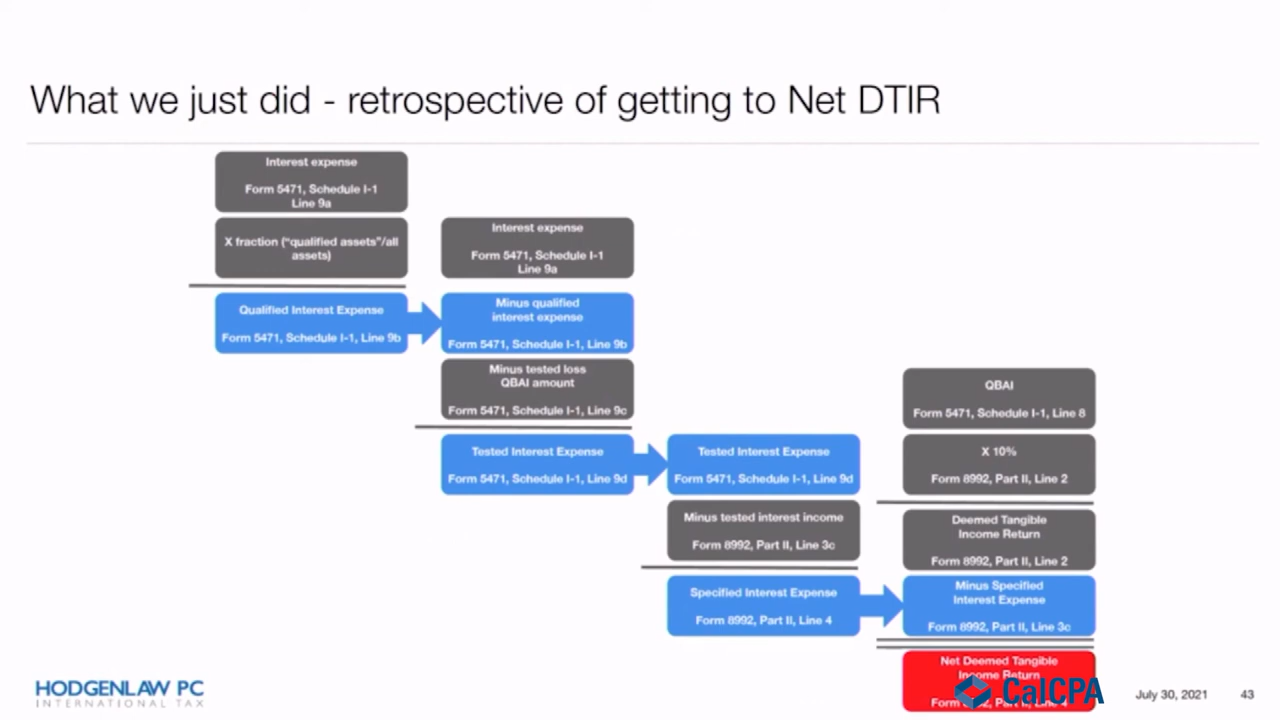 What we just did - retrospective of getting to Net DTIR
Interest expense
Form 5471, Schedule I-1
Line 9a
X fraction ("qualified assets"/all
assets)
Qualified Interest Expense
Form 5471, Schedule I-1, Line 9b
Interest expense
Form 5471, Schedule I-1
Line 9a
Minus qualified
interest expense
Form 5471, Schedule I-1, Line 9b
Minus tested loss
QBAI amount
Form 5471, Schedule I-1, Line 9c
Tested Interest Expense
Form 5471, Schedule I-1, Line 9d
Tested Interest Expense
Form 5471, Schedule I-1, Line 9d
Minus tested interest income
Form 8992, Part II, Line 3c
Specified Interest Expense
Form 8992, Part II, Line 4
QBAI
Form 5471, Schedule I-1, Line 8
X 10%
Form 8992, Part II, Line 2
Deemed Tangible
Income Return
Form 8992, Part II, Line 2
Minus Specified
Interest Expense
Form 8992, Part II, Line 3c
Net Deemed Tangible
Income Return
HODGENLAW PC
INTERNATIONAL TAX
CalCPA
July 30, 2021
43